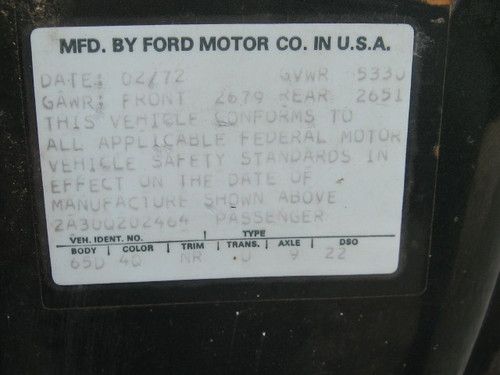 MFD. BY FORD MOTOR CO. IN U.S.A.
DATE: 02/72 GVWR 5330
GAWR: FRONT 2679 REAR 2651
THIS VEHICLE CONFORMS TO
ALL APPLICABLE FEDERAL MOTOR
VEHICLE SAFETY STANDARDS IN
EFFECT ON THE DATE OF
MANUFACTURE SHOWN ABOVE
2A30Q202464 PASSENGER
VEH. IDENT. NO. TYPE
BODY COLOR TRIM TRANS. AXLE DSO
65D 4Q NR U 9 22